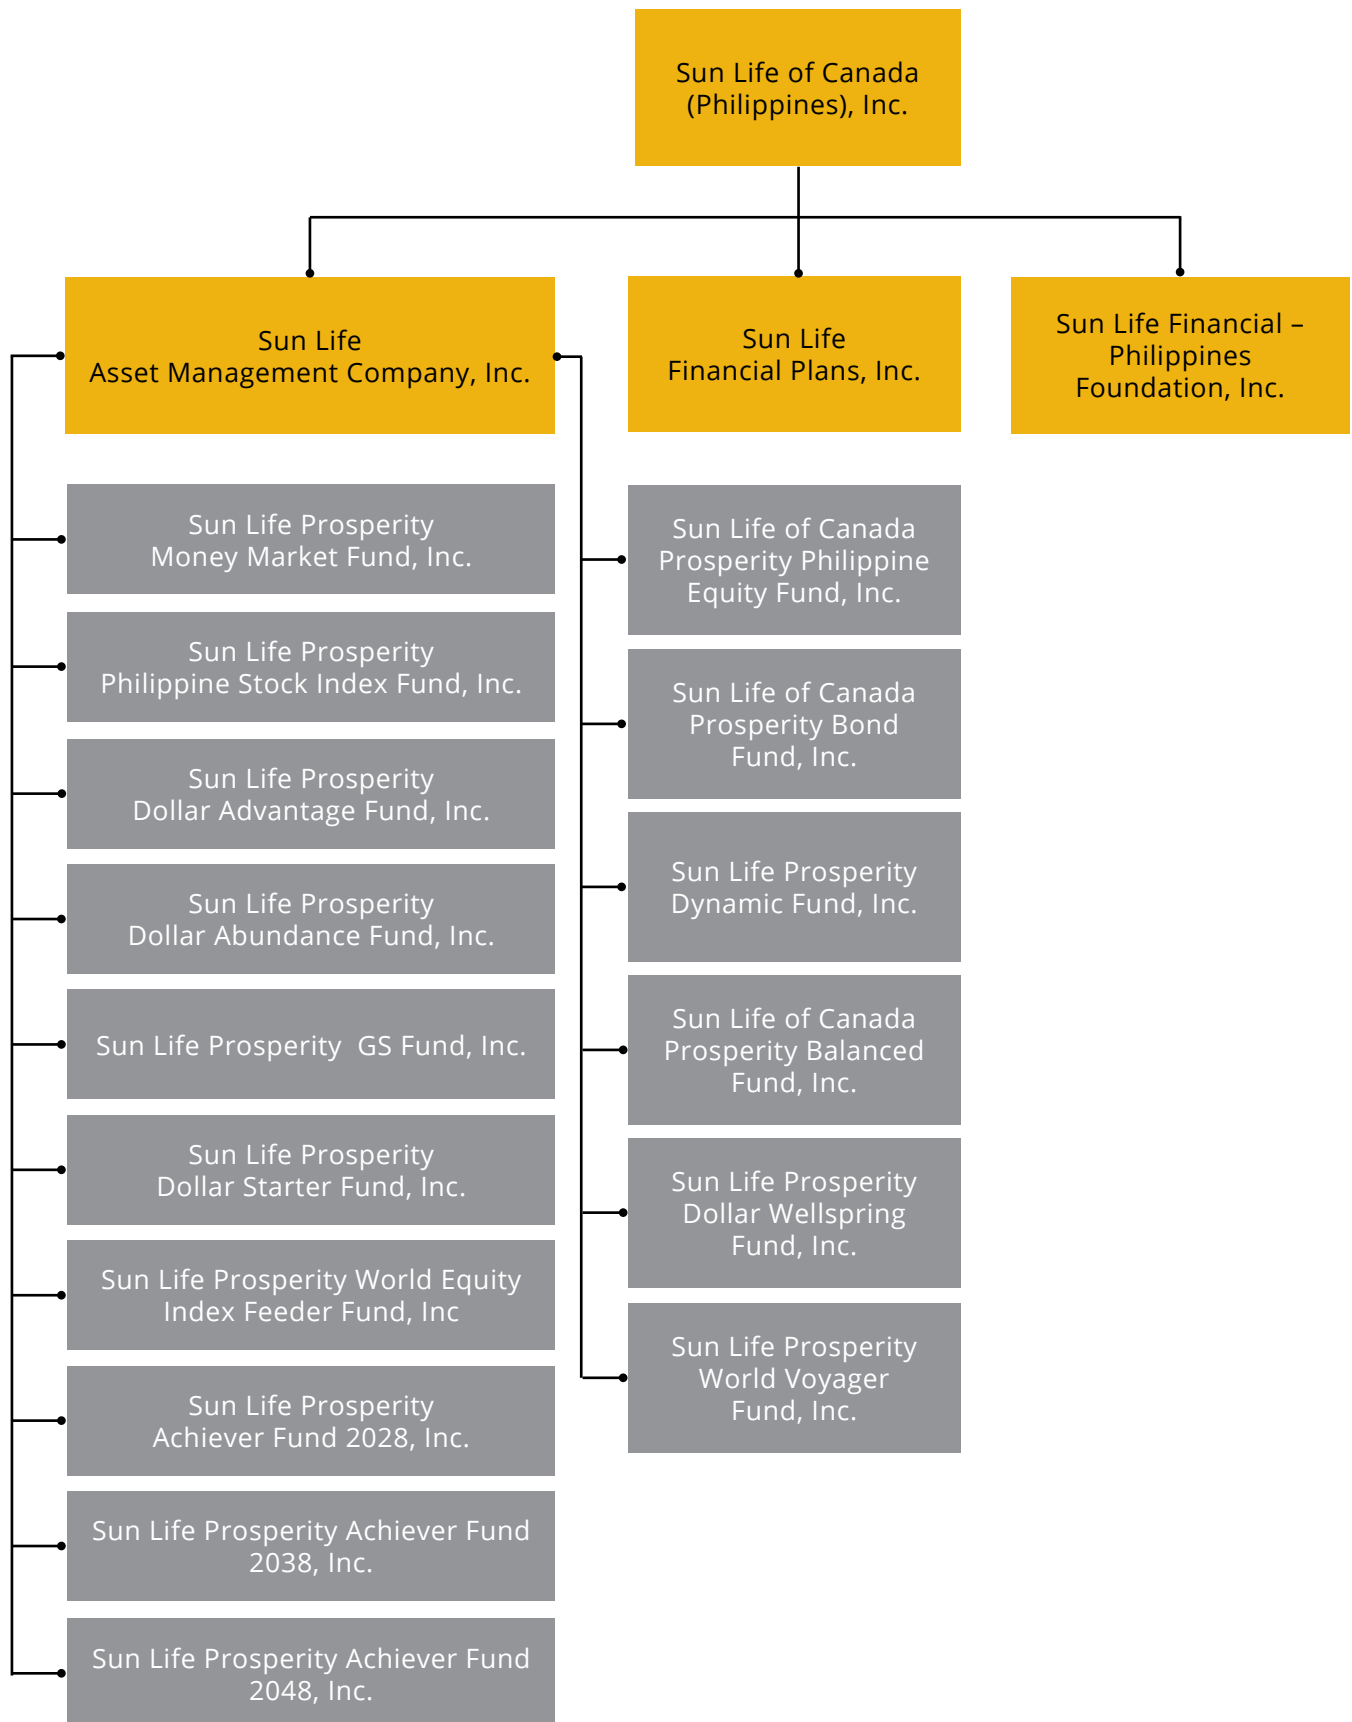 Sun Life of Canada
(Philippines), Inc.
Sun Life
Asset Management Company, Inc.
Sun Life
Financial Plans, Inc.
Sun Life Financial –
Philippines
Foundation, Inc.
Sun Life Prosperity
Money Market Fund, Inc.
Sun Life Prosperity
Philippine Stock Index Fund, Inc.
Sun Life Prosperity
Dollar Advantage Fund, Inc.
Sun Life Prosperity
Dollar Abundance Fund, Inc.
Sun Life Prosperity  GS Fund, Inc.
Sun Life Prosperity
Dollar Starter Fund, Inc.
Sun Life Prosperity World Equity
Index Feeder Fund, Inc
Sun Life Prosperity
Achiever Fund 2028, Inc.
Sun Life Prosperity Achiever Fund
2038, Inc.
Sun Life Prosperity Achiever Fund
2048, Inc.
Sun Life of Canada
Prosperity Philippine
Equity Fund, Inc.
Sun Life of Canada
Prosperity Bond
Fund, Inc.
Sun Life Prosperity
Dynamic Fund, Inc.
Sun Life of Canada
Prosperity Balanced
Fund, Inc.
Sun Life Prosperity
Dollar Wellspring
Fund, Inc.
Sun Life Prosperity
World Voyager
Fund, Inc.